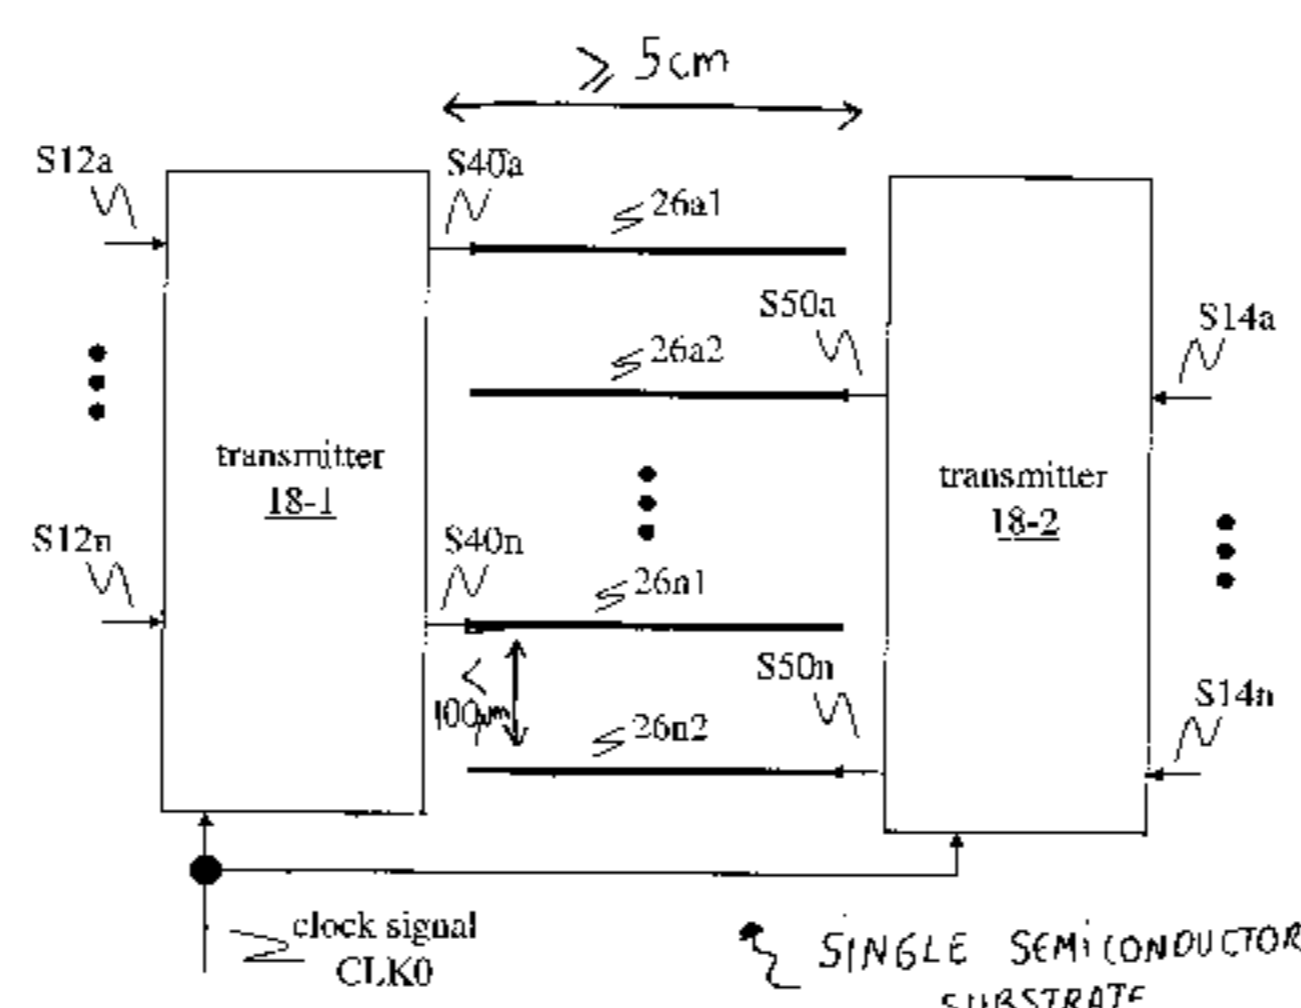 ≥ 5cm
S12a
S40a
26a1
S50a
S14a
26a2
transmitter
18-1
transmitter
18-2
S12n
S40n
26n1
<
100μm
S50n
S14n
26n2
clock signal
CLK0
SINGLE SEMICONDUCTOR
SUBSTRATE